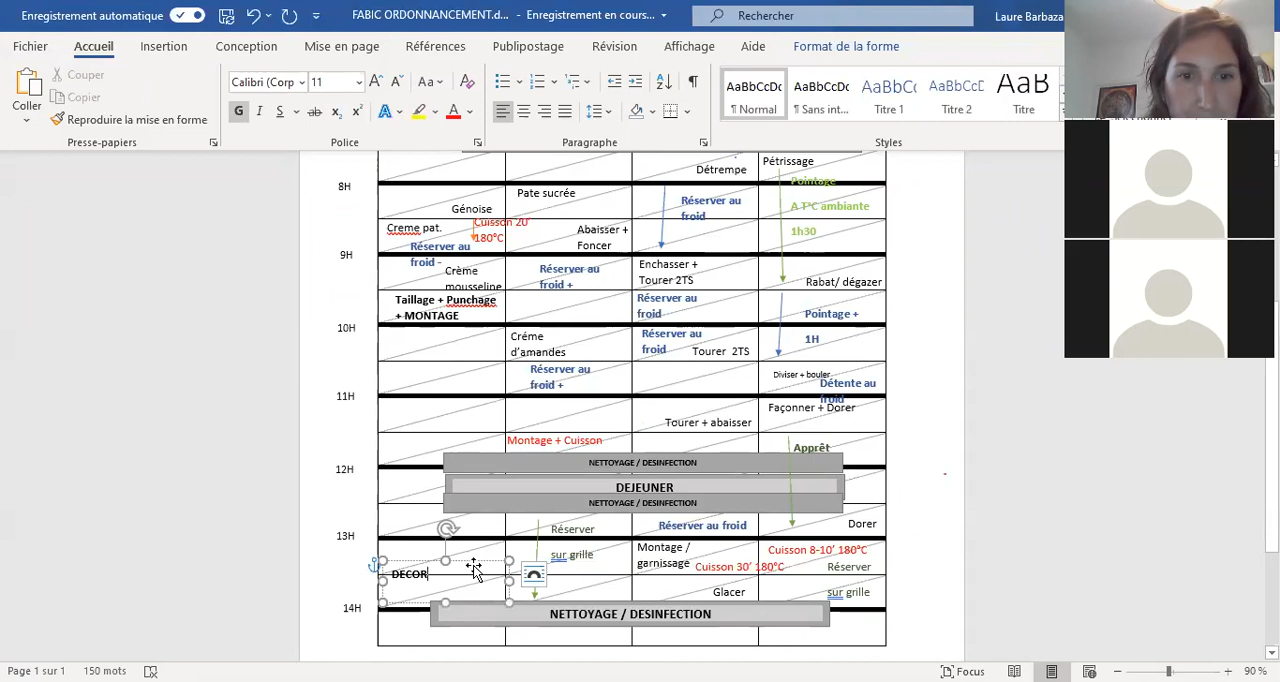 Enregistrement automatique
FABIC ORDONNANCEMENT.d... - Enregistrement en cours...
Rechercher
Laure Barbaza
Fichier
Accueil
Insertion
Conception
Mise en page
Références
Publipostage
Révision
Affichage
Aide
Format de la forme
Coller
Couper
Copier
Reproduire la mise en forme
Presse-papiers
Calibri (Corp
11
Aa
G I S ab x₂ x² A A
Police
Paragraphe
AaBbCcDc
¶ Normal
AaBbCcDc
¶ Sans int...
AaBbCc
Titre 1
AaBbCcD
Titre 2
AaB
Titre
Styles
Détrempe
Pétrissage
8H
Pointage
Pate sucrée
Réserver au
froid
A T°C ambiante
Génoise
Creme pat.
Cuisson 20'
180°C
Abaisser +
Foncer
1h30
Réserver au
froid -
9H
Crème
mousseline
Réserver au
froid +
Enchasser +
Tourer 2TS
Rabat/ dégazer
Taillage + Punchage
+ MONTAGE
Réserver au
froid
Pointage +
10H
Créme
d'amandes
Réserver au
froid
Tourer 2TS
1H
Réserver au
froid +
Diviser + bouler
Détente au
froid
11H
Façonner + Dorer
Tourer + abaisser
Montage + Cuisson
Apprêt
NETTOYAGE / DESINFECTION
12H
DEJEUNER
NETTOYAGE / DESINFECTION
Réserver
Réserver au froid
Dorer
13H
sur grille
Montage /
garnissage
Cuisson 8-10' 180°C
Cuisson 30' 180°C
Réserver
DECOR
Glacer
sur grille
14H
NETTOYAGE / DESINFECTION
Page 1 sur 1
150 mots
Focus
90 %